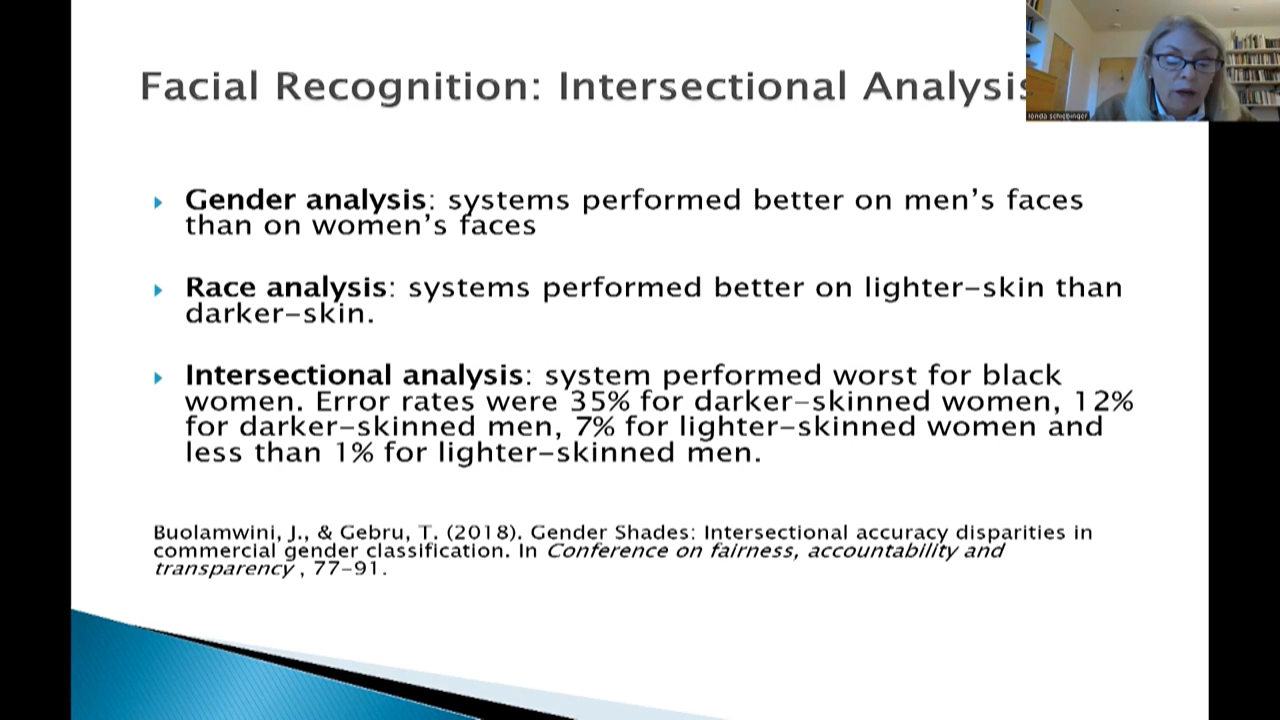 Facial Recognition: Intersectional Analysis
londa schiebinger
Gender analysis: systems performed better on men’s faces
than on women’s faces
Race analysis: systems performed better on lighter-skin than
darker-skin.
Intersectional analysis: system performed worst for black
women. Error rates were 35% for darker-skinned women, 12%
for darker-skinned men, 7% for lighter-skinned women and
less than 1% for lighter-skinned men.
Buolamwini, J., & Gebru, T. (2018). Gender Shades: Intersectional accuracy disparities in
commercial gender classification. In Conference on fairness, accountability and
transparency, 77-91.